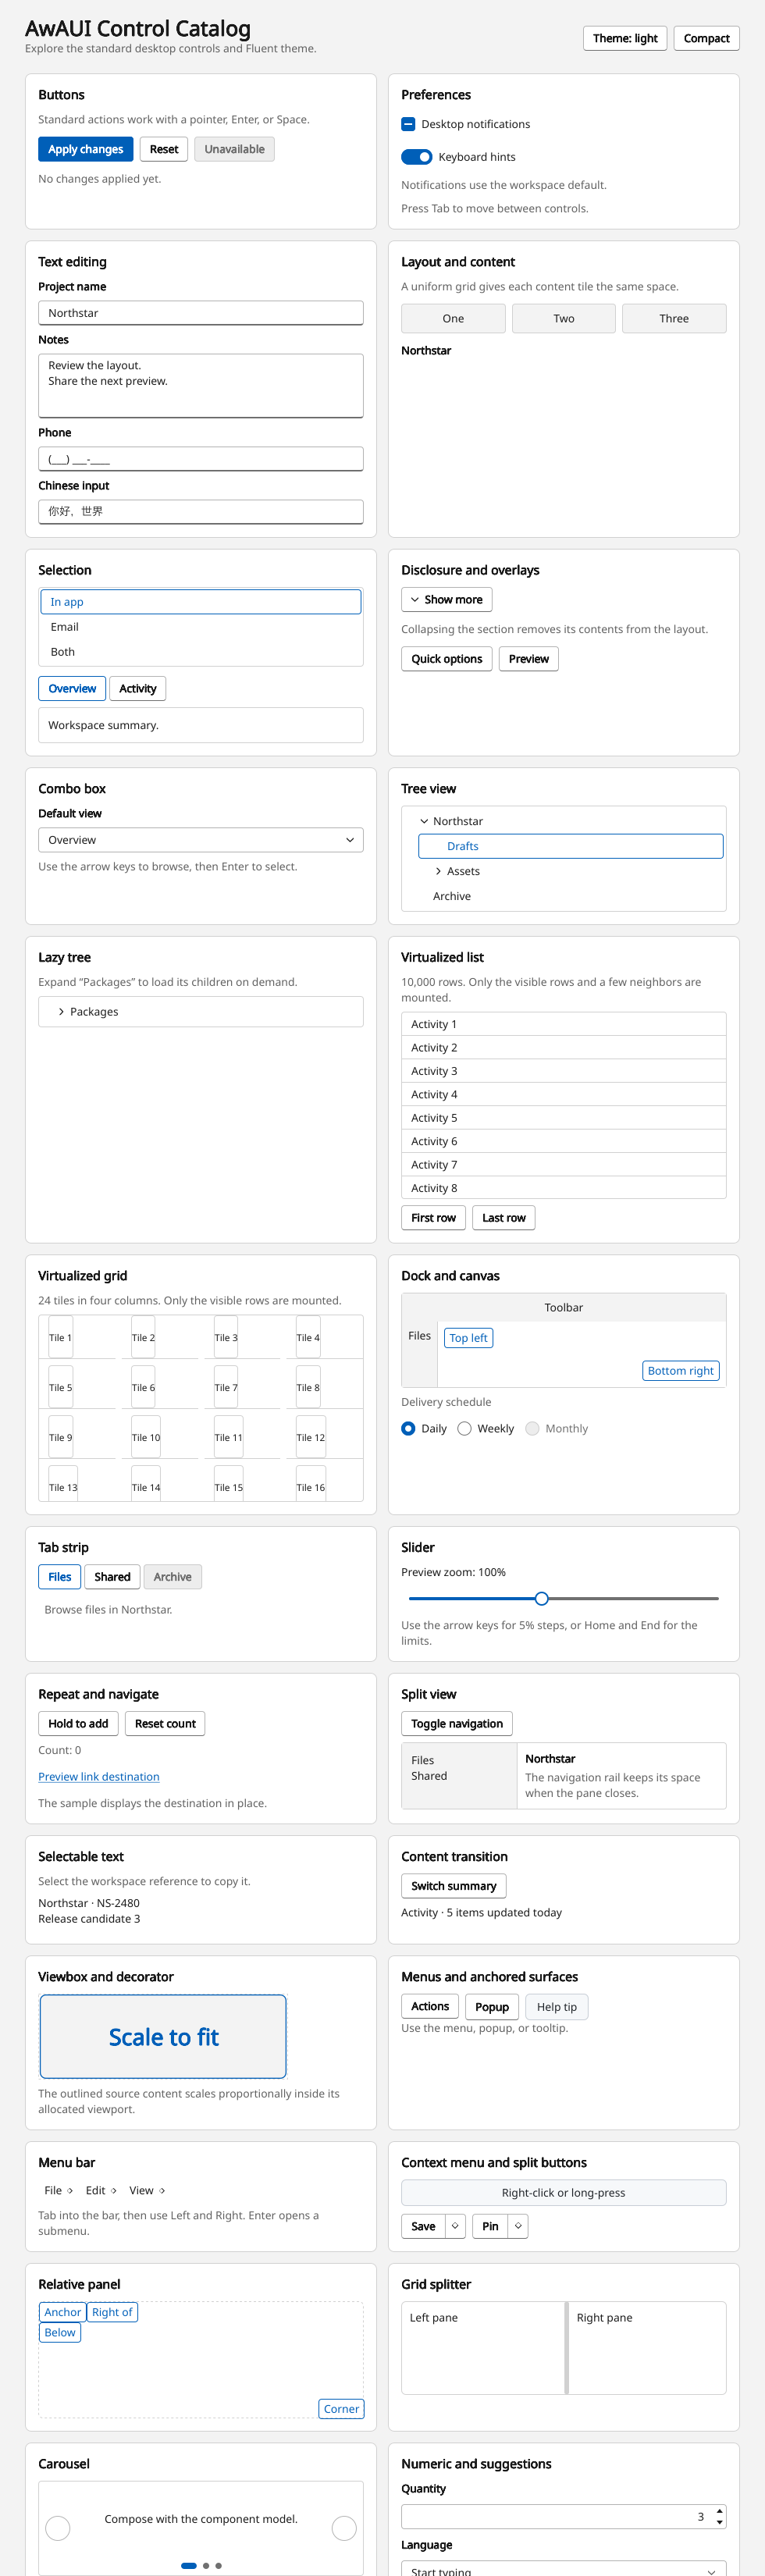 AwAUI Control Catalog
Explore the standard desktop controls and Fluent theme.
Theme: light
Compact
Buttons
Standard actions work with a pointer, Enter, or Space.
Apply changes
Reset
Unavailable
No changes applied yet.
Preferences
Desktop notifications
Keyboard hints
Notifications use the workspace default.
Press Tab to move between controls.
Text editing
Project name
Northstar
Notes
Review the layout.
Share the next preview.
Phone
(___) ___-____
Chinese input
你好，世界
Layout and content
A uniform grid gives each content tile the same space.
One
Two
Three
Northstar
Selection
In app
Email
Both
Overview
Activity
Workspace summary.
Disclosure and overlays
Show more
Collapsing the section removes its contents from the layout.
Quick options
Preview
Combo box
Default view
Overview
Use the arrow keys to browse, then Enter to select.
Tree view
Northstar
Drafts
Assets
Archive
Lazy tree
Expand “Packages” to load its children on demand.
Packages
Virtualized list
10,000 rows. Only the visible rows and a few neighbors are
mounted.
Activity 1
Activity 2
Activity 3
Activity 4
Activity 5
Activity 6
Activity 7
Activity 8
First row
Last row
Virtualized grid
24 tiles in four columns. Only the visible rows are mounted.
Tile 1
Tile 2
Tile 3
Tile 4
Tile 5
Tile 6
Tile 7
Tile 8
Tile 9
Tile 10
Tile 11
Tile 12
Tile 13
Tile 14
Tile 15
Tile 16
Dock and canvas
Toolbar
Files
Top left
Bottom right
Delivery schedule
Daily
Weekly
Monthly
Tab strip
Files
Shared
Archive
Browse files in Northstar.
Slider
Preview zoom: 100%
Use the arrow keys for 5% steps, or Home and End for the
limits.
Repeat and navigate
Hold to add
Reset count
Count: 0
Preview link destination
The sample displays the destination in place.
Split view
Toggle navigation
Files
Shared
Northstar
The navigation rail keeps its space
when the pane closes.
Selectable text
Select the workspace reference to copy it.
Northstar · NS-2480
Release candidate 3
Content transition
Switch summary
Activity · 5 items updated today
Viewbox and decorator
Scale to fit
The outlined source content scales proportionally inside its
allocated viewport.
Menus and anchored surfaces
Actions
Popup
Help tip
Use the menu, popup, or tooltip.
Menu bar
File
Edit
View
Tab into the bar, then use Left and Right. Enter opens a
submenu.
Context menu and split buttons
Right-click or long-press
Save
Pin
Relative panel
Anchor
Right of
Below
Corner
Grid splitter
Left pane
Right pane
Carousel
Compose with the component model.
Numeric and suggestions
Quantity
3
Language
Start typing